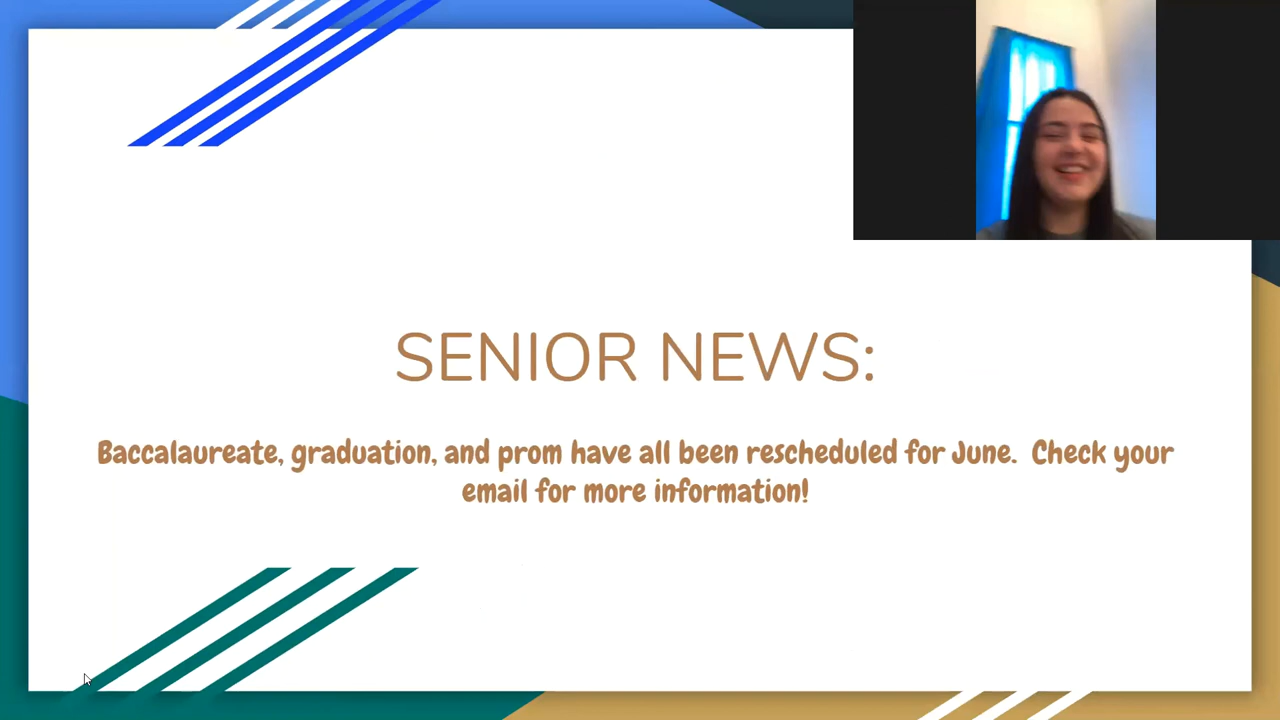 SENIOR NEWS:
Baccalaureate, graduation, and prom have all been rescheduled for June.  Check your
email for more information!